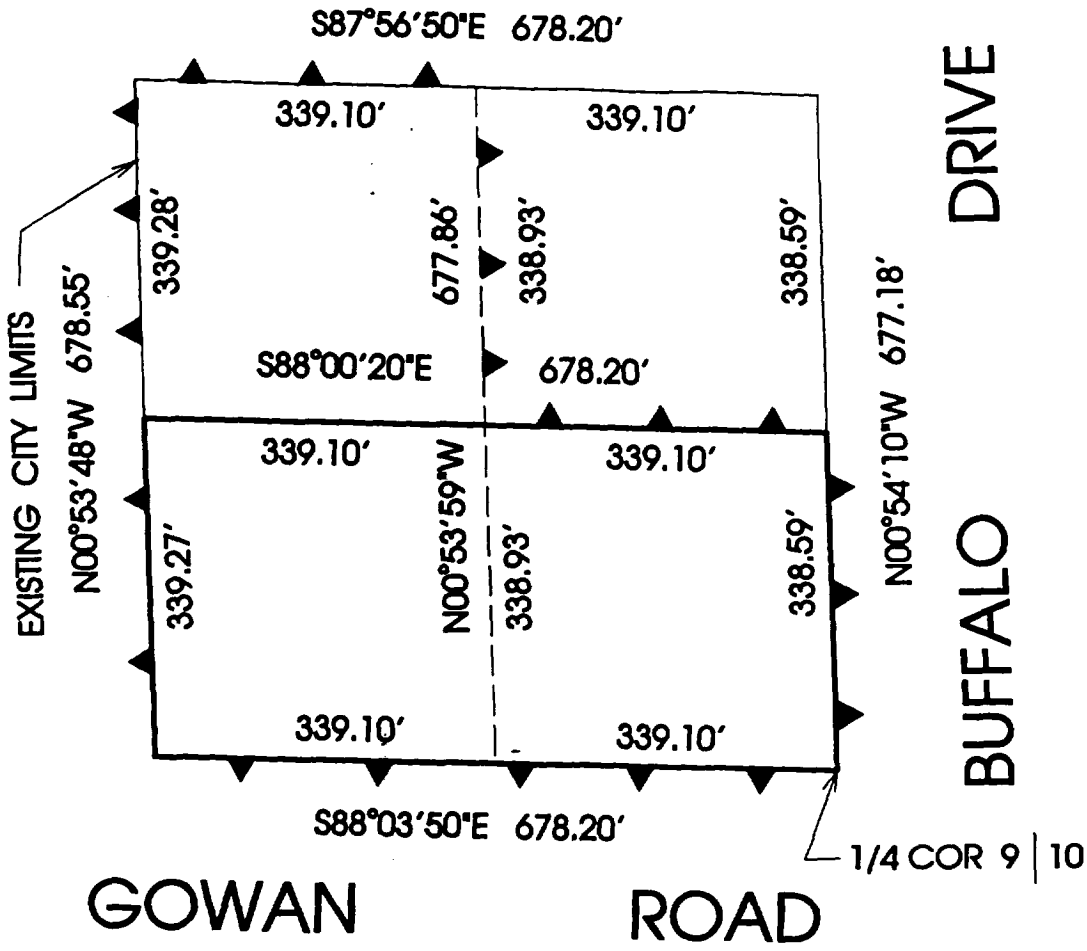 S87°56'50"E 678.20'
DRIVE
339.10'
339.10'
339.28'
677.86'
338.93'
338.59'
EXISTING CITY LIMITS
N00°53'48"W 678.55'
N00°54'10"W 677.18'
S88°00'20"E 678.20'
339.10'
339.10'
339.27'
N00°53'59"W
338.93'
338.59'
BUFFALO
339.10'
339.10'
S88°03'50"E 678.20'
1/4 COR 9 | 10
GOWAN ROAD